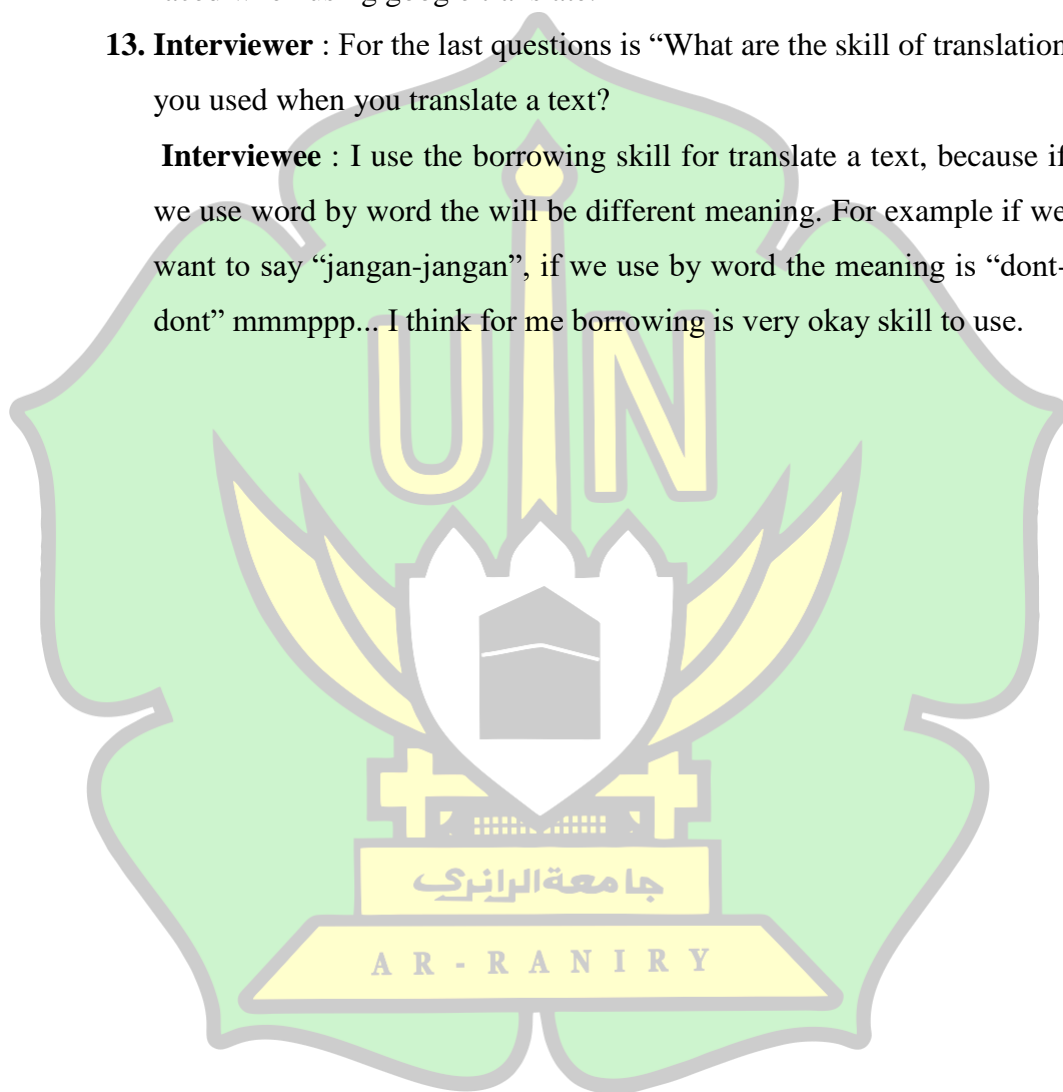 13. Interviewer : For the last questions is “What are the skill of translation
you used when you translate a text?
Interviewee : I use the borrowing skill for translate a text, because if
we use word by word the will be different meaning. For example if we
want to say “jangan-jangan”, if we use by word the meaning is “dont-
dont” mmmppp... I think for me borrowing is very okay skill to use.
UIN
جامعة الرانري
AR-RANIRY